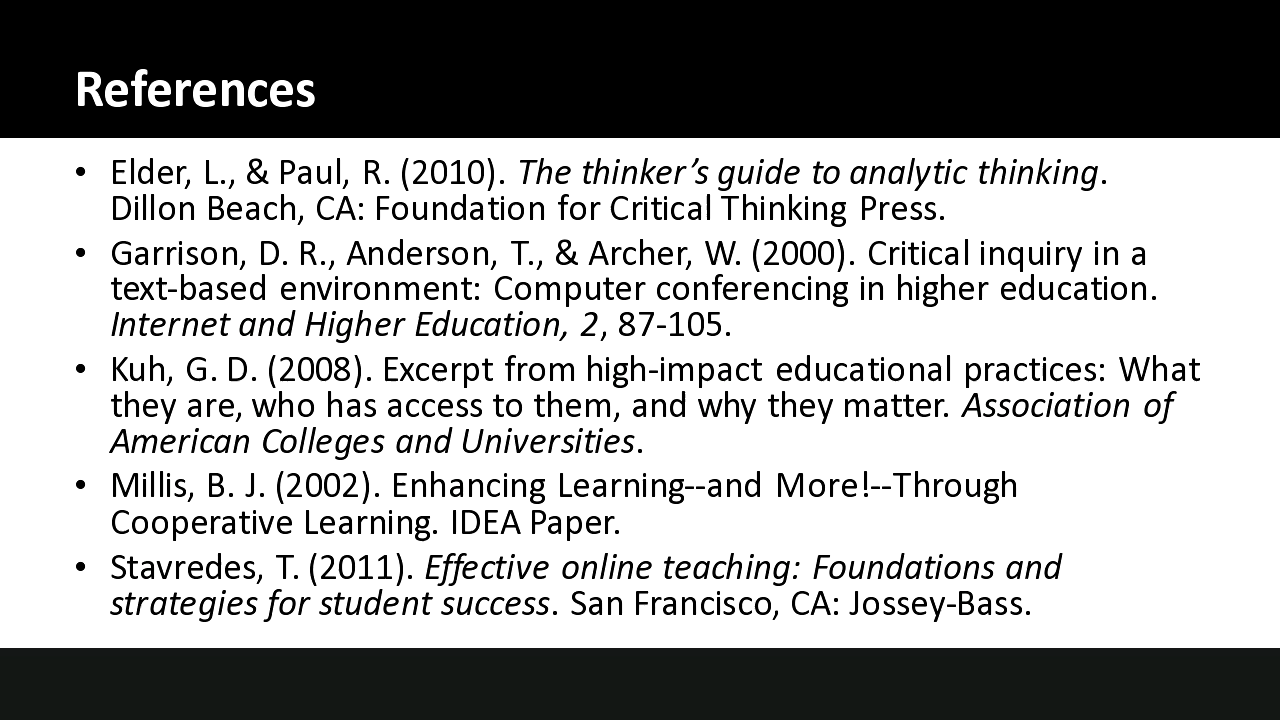 References
• Elder, L., & Paul, R. (2010). The thinker’s guide to analytic thinking.
Dillon Beach, CA: Foundation for Critical Thinking Press.
• Garrison, D. R., Anderson, T., & Archer, W. (2000). Critical inquiry in a
text-based environment: Computer conferencing in higher education.
Internet and Higher Education, 2, 87-105.
• Kuh, G. D. (2008). Excerpt from high-impact educational practices: What
they are, who has access to them, and why they matter. Association of
American Colleges and Universities.
• Millis, B. J. (2002). Enhancing Learning--and More!--Through
Cooperative Learning. IDEA Paper.
• Stavredes, T. (2011). Effective online teaching: Foundations and
strategies for student success. San Francisco, CA: Jossey-Bass.